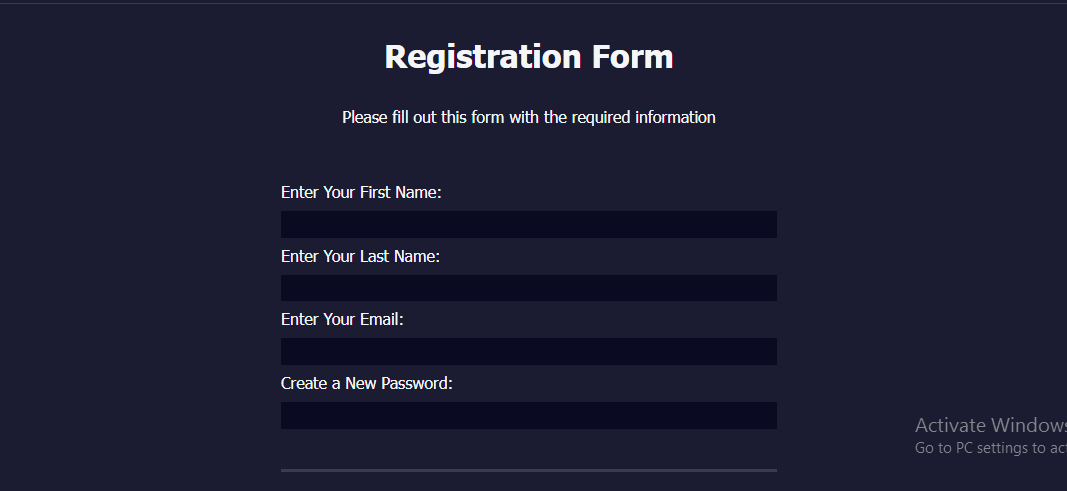 Registration Form
Please fill out this form with the required information
Enter Your First Name:
Enter Your Last Name:
Enter Your Email:
Create a New Password:
Activate Windows
Go to PC settings to act